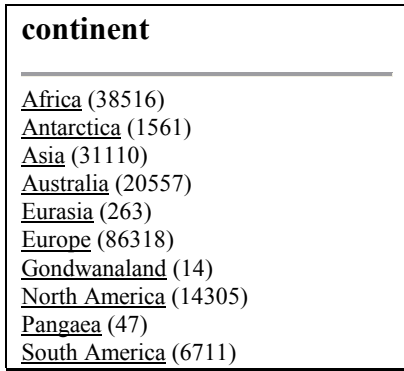 continent
Africa (38516)
Antarctica (1561)
Asia (31110)
Australia (20557)
Eurasia (263)
Europe (86318)
Gondwanaland (14)
North America (14305)
Pangaea (47)
South America (6711)